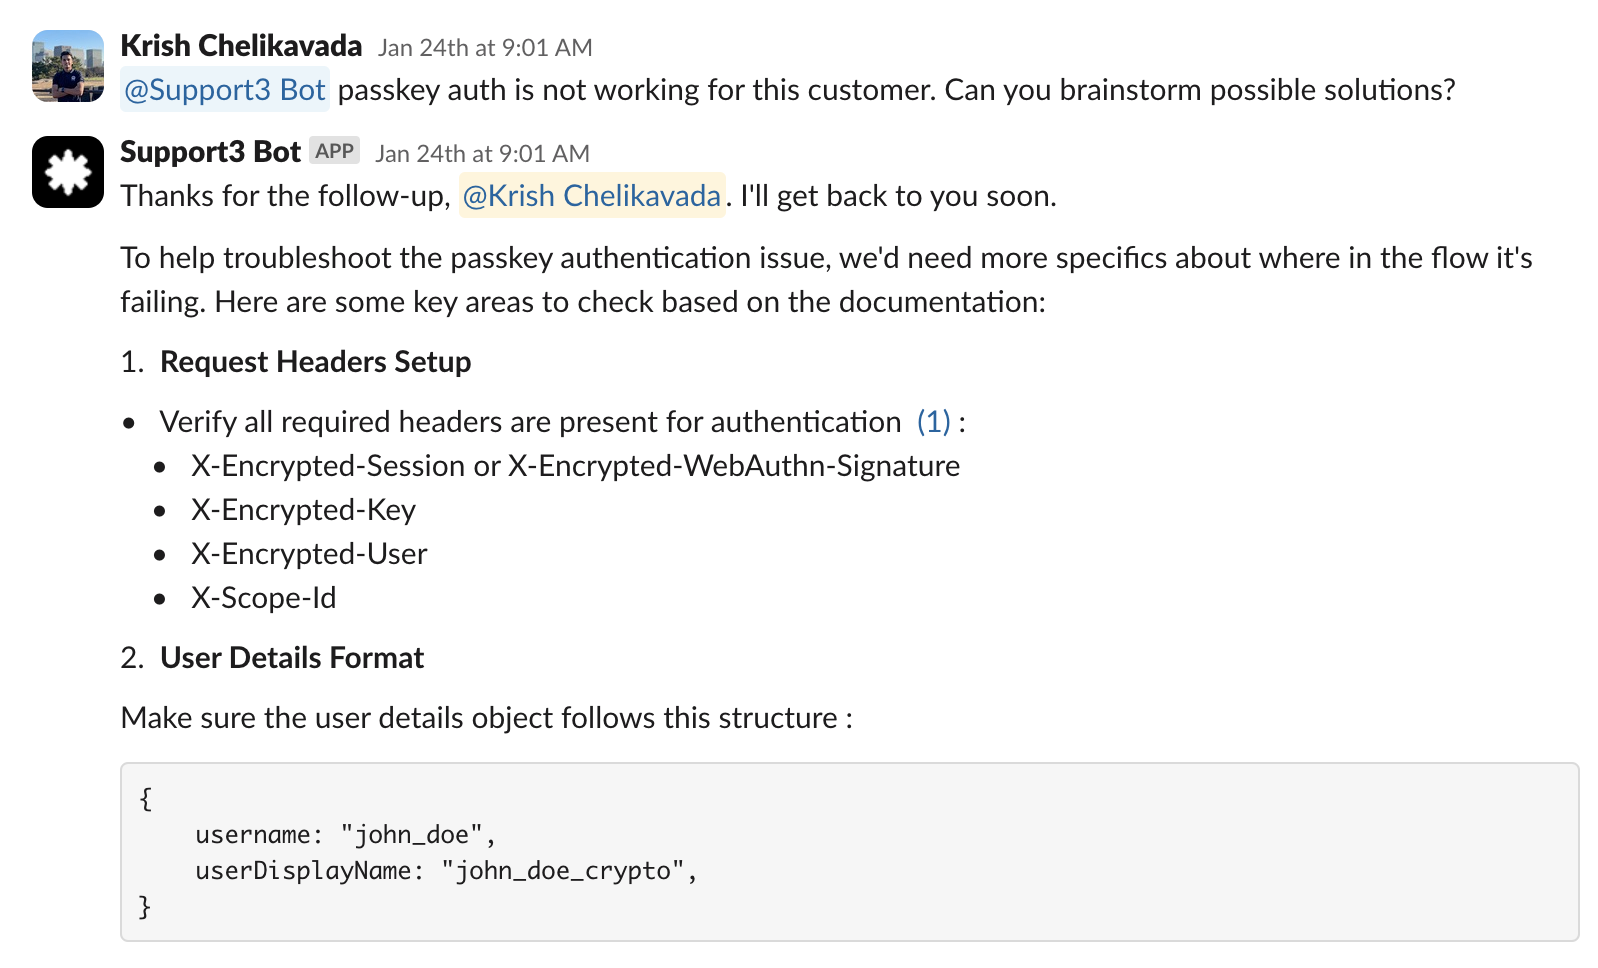 Krish Chelikavada Jan 24th at 9:01 AM
@Support3 Bot passkey auth is not working for this customer. Can you brainstorm possible solutions?
Support3 Bot APP Jan 24th at 9:01 AM
Thanks for the follow-up, @Krish Chelikavada. I'll get back to you soon.
To help troubleshoot the passkey authentication issue, we'd need more specifics about where in the flow it's
failing. Here are some key areas to check based on the documentation:
1. Request Headers Setup
• Verify all required headers are present for authentication (1) :
• X-Encrypted-Session or X-Encrypted-WebAuthn-Signature
• X-Encrypted-Key
• X-Encrypted-User
• X-Scope-Id
2. User Details Format
Make sure the user details object follows this structure :
{
    username: "john_doe",
    userDisplayName: "john_doe_crypto",
}